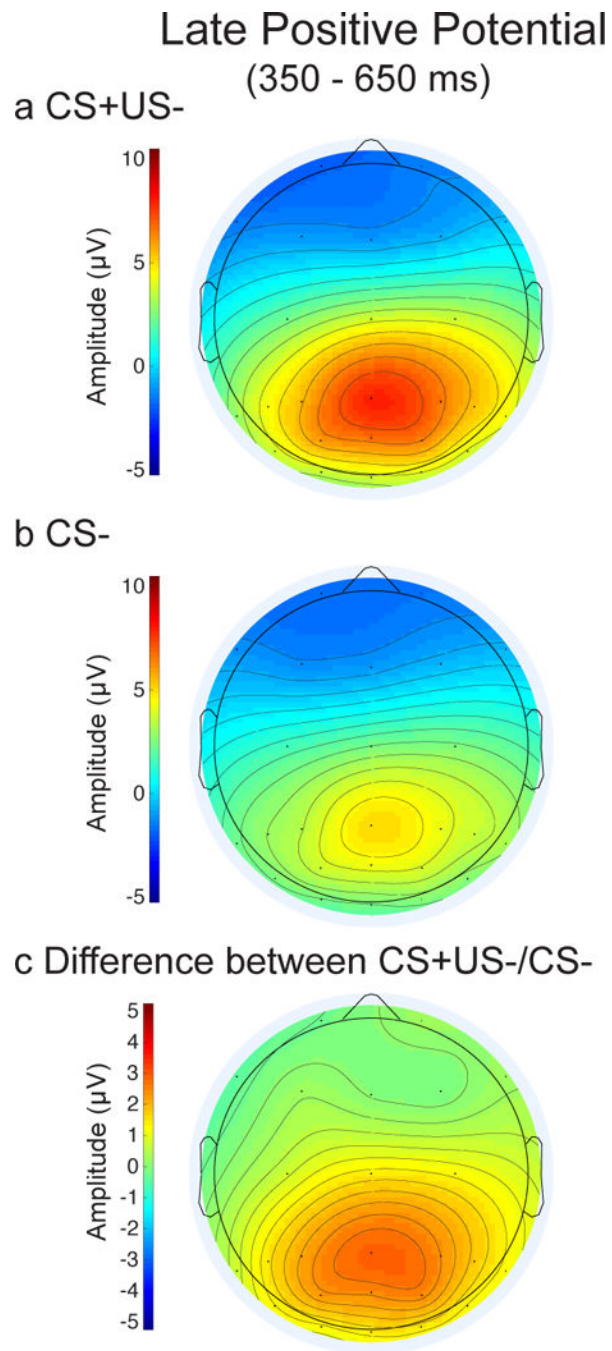 Late Positive Potential
(350 - 650 ms)
a CS+US-
10
5
0
-5
Amplitude (µV)
b CS-
10
5
0
-5
Amplitude (µV)
c Difference between CS+US-/CS-
5
4
3
2
1
0
-1
-2
-3
-4
-5
Amplitude (µV)